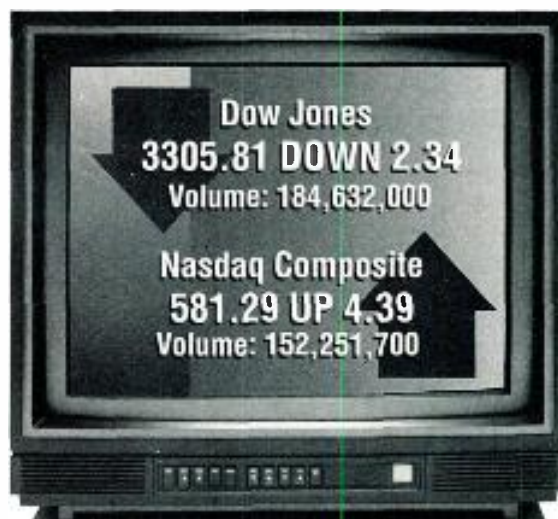 Dow Jones
3305.81 DOWN 2.34
Volume: 184,632,000
Nasdaq Composite
581.29 UP 4.39
Volume: 152,251,700